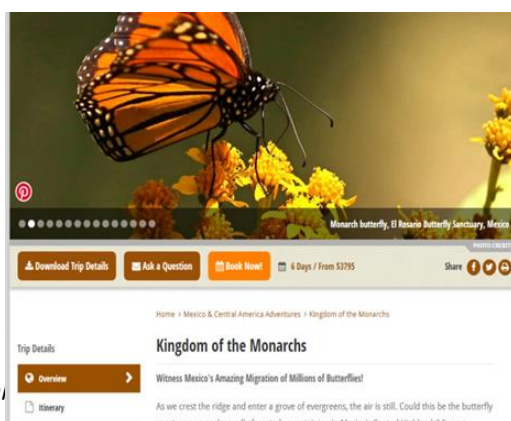 Monarch butterfly, El Rosario Butterfly Sanctuary, Mexico
PHOTO CREDIT
Download Trip Details
Ask a Question
Book Now!
6 Days / From $3795
Share
Home > Mexico & Central America Adventures > Kingdom of the Monarchs
Trip Details
Kingdom of the Monarchs
Overview
Witness Mexico's Amazing Migration of Millions of Butterflies!
Itinerary
As we crest the ridge and enter a grove of evergreens, the air is still. Could this be the butterfly